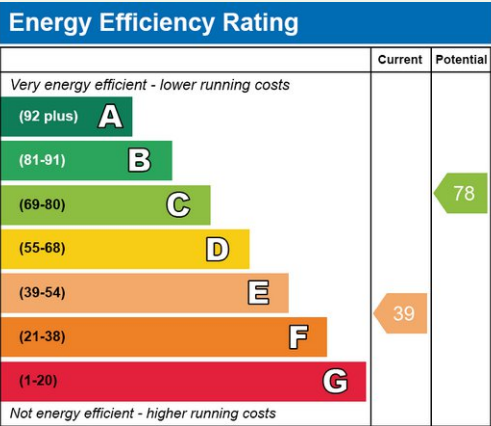 Energy Efficiency Rating
Current Potential
Very energy efficient - lower running costs
(92 plus) A
(81-91) B
(69-80) C
78
(55-68) D
(39-54) E
39
(21-38) F
(1-20) G
Not energy efficient - higher running costs